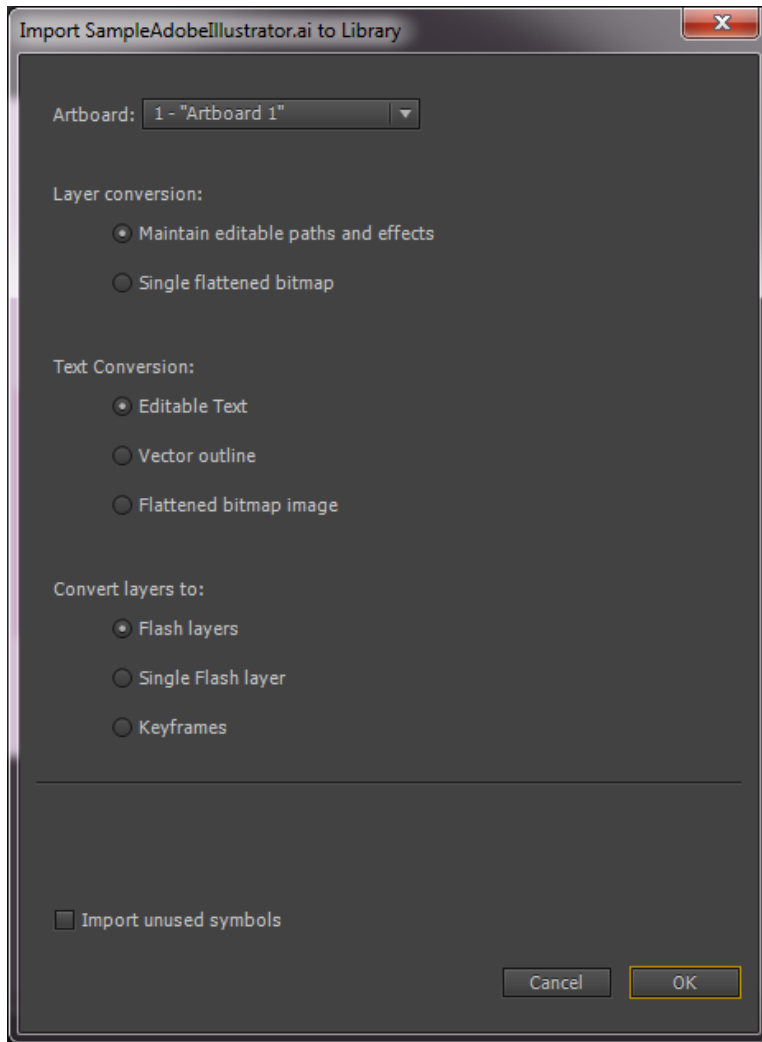 Import SampleAdobeIllustrator.ai to Library
Artboard: 1 - "Artboard 1"
Layer conversion:
Maintain editable paths and effects
Single flattened bitmap
Text Conversion:
Editable Text
Vector outline
Flattened bitmap image
Convert layers to:
Flash layers
Single Flash layer
Keyframes
Import unused symbols
Cancel OK